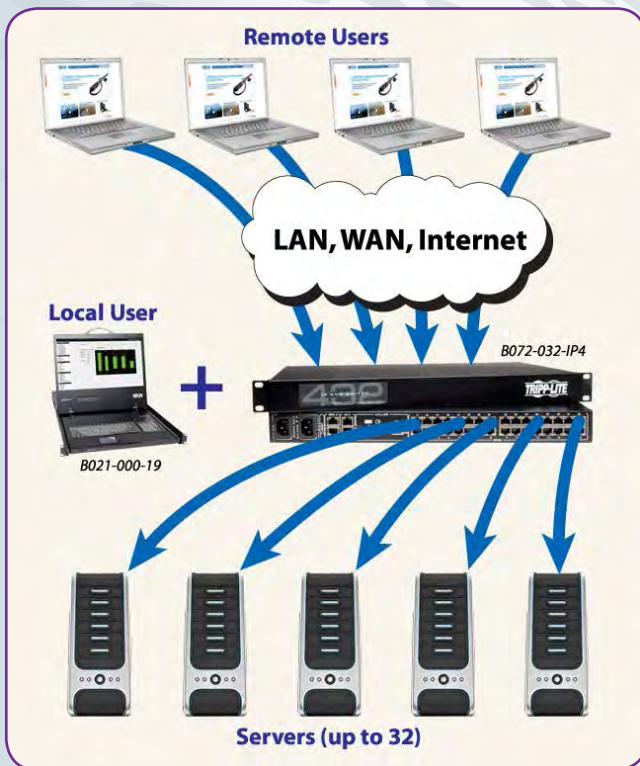 Remote Users
LAN, WAN, Internet
Local User
B072-032-IP4
+
432
TRIPP·LITE
B021-000-19
Servers (up to 32)